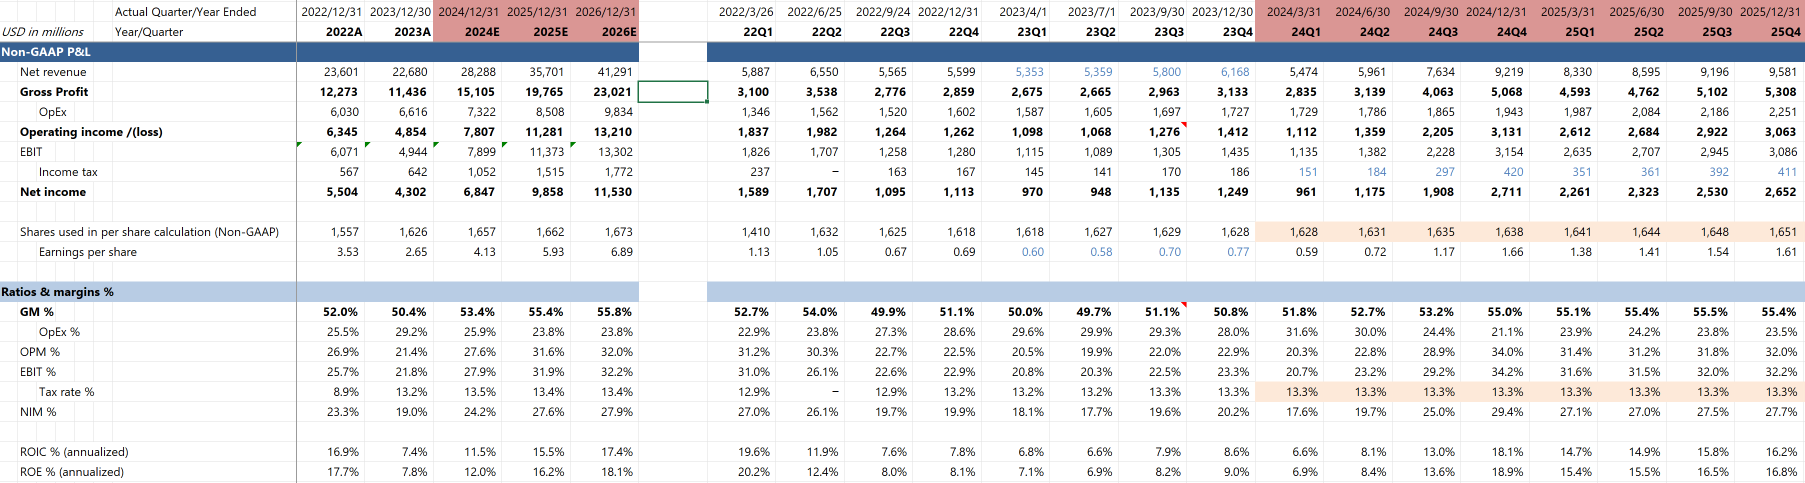 Actual Quarter/Year Ended 2022/12/31 2023/12/30 2024/12/31 2025/12/31 2026/12/31 2022/3/26 2022/6/25 2022/9/24 2022/12/31 2023/4/1 2023/7/1 2023/9/30 2023/12/30 2024/3/31 2024/6/30 2024/9/30 2024/12/31 2025/3/31 2025/6/30 2025/9/30 2025/12/31
USD in millions Year/Quarter 2022A 2023A 2024E 2025E 2026E 22Q1 22Q2 22Q3 22Q4 23Q1 23Q2 23Q3 23Q4 24Q1 24Q2 24Q3 24Q4 25Q1 25Q2 25Q3 25Q4
Non-GAAP P&L
Net revenue 23,601 22,680 28,288 35,701 41,291 5,887 6,550 5,565 5,599 5,353 5,359 5,800 6,168 5,474 5,961 7,634 9,219 8,330 8,595 9,196 9,581
Gross Profit 12,273 11,436 15,105 19,765 23,021 3,100 3,538 2,776 2,859 2,675 2,665 2,963 3,133 2,835 3,139 4,063 5,068 4,593 4,762 5,102 5,308
OpEx 6,030 6,616 7,322 8,508 9,834 1,346 1,562 1,520 1,602 1,587 1,605 1,697 1,727 1,729 1,786 1,865 1,943 1,987 2,084 2,186 2,251
Operating income /(loss) 6,345 4,854 7,807 11,281 13,210 1,837 1,982 1,264 1,262 1,098 1,068 1,276 1,412 1,112 1,359 2,205 3,131 2,612 2,684 2,922 3,063
EBIT 6,071 4,944 7,899 11,373 13,302 1,826 1,707 1,258 1,280 1,115 1,089 1,305 1,435 1,135 1,382 2,228 3,154 2,635 2,707 2,945 3,086
Income tax 567 642 1,052 1,515 1,772 237 – 163 167 145 141 170 186 151 184 297 420 351 361 392 411
Net income 5,504 4,302 6,847 9,858 11,530 1,589 1,707 1,095 1,113 970 948 1,135 1,249 961 1,175 1,908 2,711 2,261 2,323 2,530 2,652
Shares used in per share calculation (Non-GAAP) 1,557 1,626 1,657 1,662 1,673 1,410 1,632 1,625 1,618 1,618 1,627 1,629 1,628 1,628 1,631 1,635 1,638 1,641 1,644 1,648 1,651
Earnings per share 3.53 2.65 4.13 5.93 6.89 1.13 1.05 0.67 0.69 0.60 0.58 0.70 0.77 0.59 0.72 1.17 1.66 1.38 1.41 1.54 1.61
Ratios & margins %
GM % 52.0% 50.4% 53.4% 55.4% 55.8% 52.7% 54.0% 49.9% 51.1% 50.0% 49.7% 51.1% 50.8% 51.8% 52.7% 53.2% 55.0% 55.1% 55.4% 55.5% 55.4%
OpEx % 25.5% 29.2% 25.9% 23.8% 23.8% 22.9% 23.8% 27.3% 28.6% 29.6% 29.9% 29.3% 28.0% 31.6% 30.0% 24.4% 21.1% 23.9% 24.2% 23.8% 23.5%
OPM % 26.9% 21.4% 27.6% 31.6% 32.0% 31.2% 30.3% 22.7% 22.5% 20.5% 19.9% 22.0% 22.9% 20.3% 22.8% 28.9% 34.0% 31.4% 31.2% 31.8% 32.0%
EBIT % 25.7% 21.8% 27.9% 31.9% 32.2% 31.0% 26.1% 22.6% 22.9% 20.8% 20.3% 22.5% 23.3% 20.7% 23.2% 29.2% 34.2% 31.6% 31.5% 32.0% 32.2%
Tax rate % 8.9% 13.2% 13.5% 13.4% 13.4% 12.9% – 12.9% 13.2% 13.2% 13.2% 13.3% 13.3% 13.3% 13.3% 13.3% 13.3% 13.3% 13.3% 13.3% 13.3%
NIM % 23.3% 19.0% 24.2% 27.6% 27.9% 27.0% 26.1% 19.7% 19.9% 18.1% 17.7% 19.6% 20.2% 17.6% 19.7% 25.0% 29.4% 27.1% 27.0% 27.5% 27.7%
ROIC % (annualized) 16.9% 7.4% 11.5% 15.5% 17.4% 19.6% 11.9% 7.6% 7.8% 6.8% 6.6% 7.9% 8.6% 6.6% 8.1% 13.0% 18.1% 14.7% 14.9% 15.8% 16.2%
ROE % (annualized) 17.7% 7.8% 12.0% 16.2% 18.1% 20.2% 12.4% 8.0% 8.1% 7.1% 6.9% 8.2% 9.0% 6.9% 8.4% 13.6% 18.9% 15.4% 15.5% 16.5% 16.8%